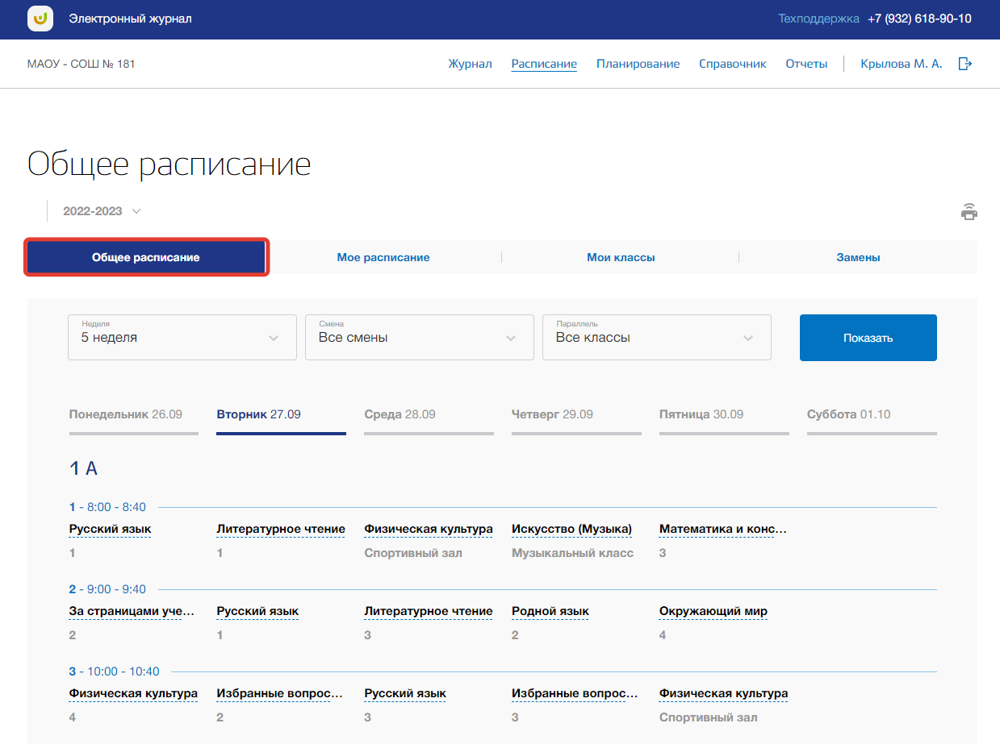 Электронный журнал
Техподдержка +7 (932) 618-90-10
МАОУ - СОШ № 181
Журнал Расписание Планирование Справочник Отчеты Крылова М. А.
Общее расписание
2022-2023
Общее расписание Мое расписание Мои классы Замены
Неделя Смена Параллель
5 неделя Все смены Все классы Показать
Понедельник 26.09 Вторник 27.09 Среда 28.09 Четверг 29.09 Пятница 30.09 Суббота 01.10
1 А
1 - 8:00 - 8:40
Русский язык Литературное чтение Физическая культура Искусство (Музыка) Математика и конс...
1 1 Спортивный зал Музыкальный класс 3
2 - 9:00 - 9:40
За страницами уче... Русский язык Литературное чтение Родной язык Окружающий мир
2 1 3 2 4
3 - 10:00 - 10:40
Физическая культура Избранные вопрос... Русский язык Избранные вопрос... Физическая культура
4 2 3 3 Спортивный зал